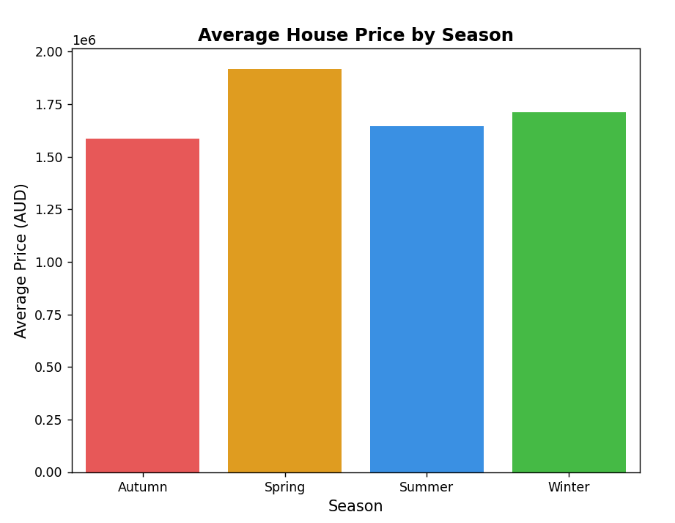 Average House Price by Season
1e6
2.00
1.75
1.50
1.25
1.00
0.75
0.50
0.25
0.00
Average Price (AUD)
Autumn Spring Summer Winter
Season